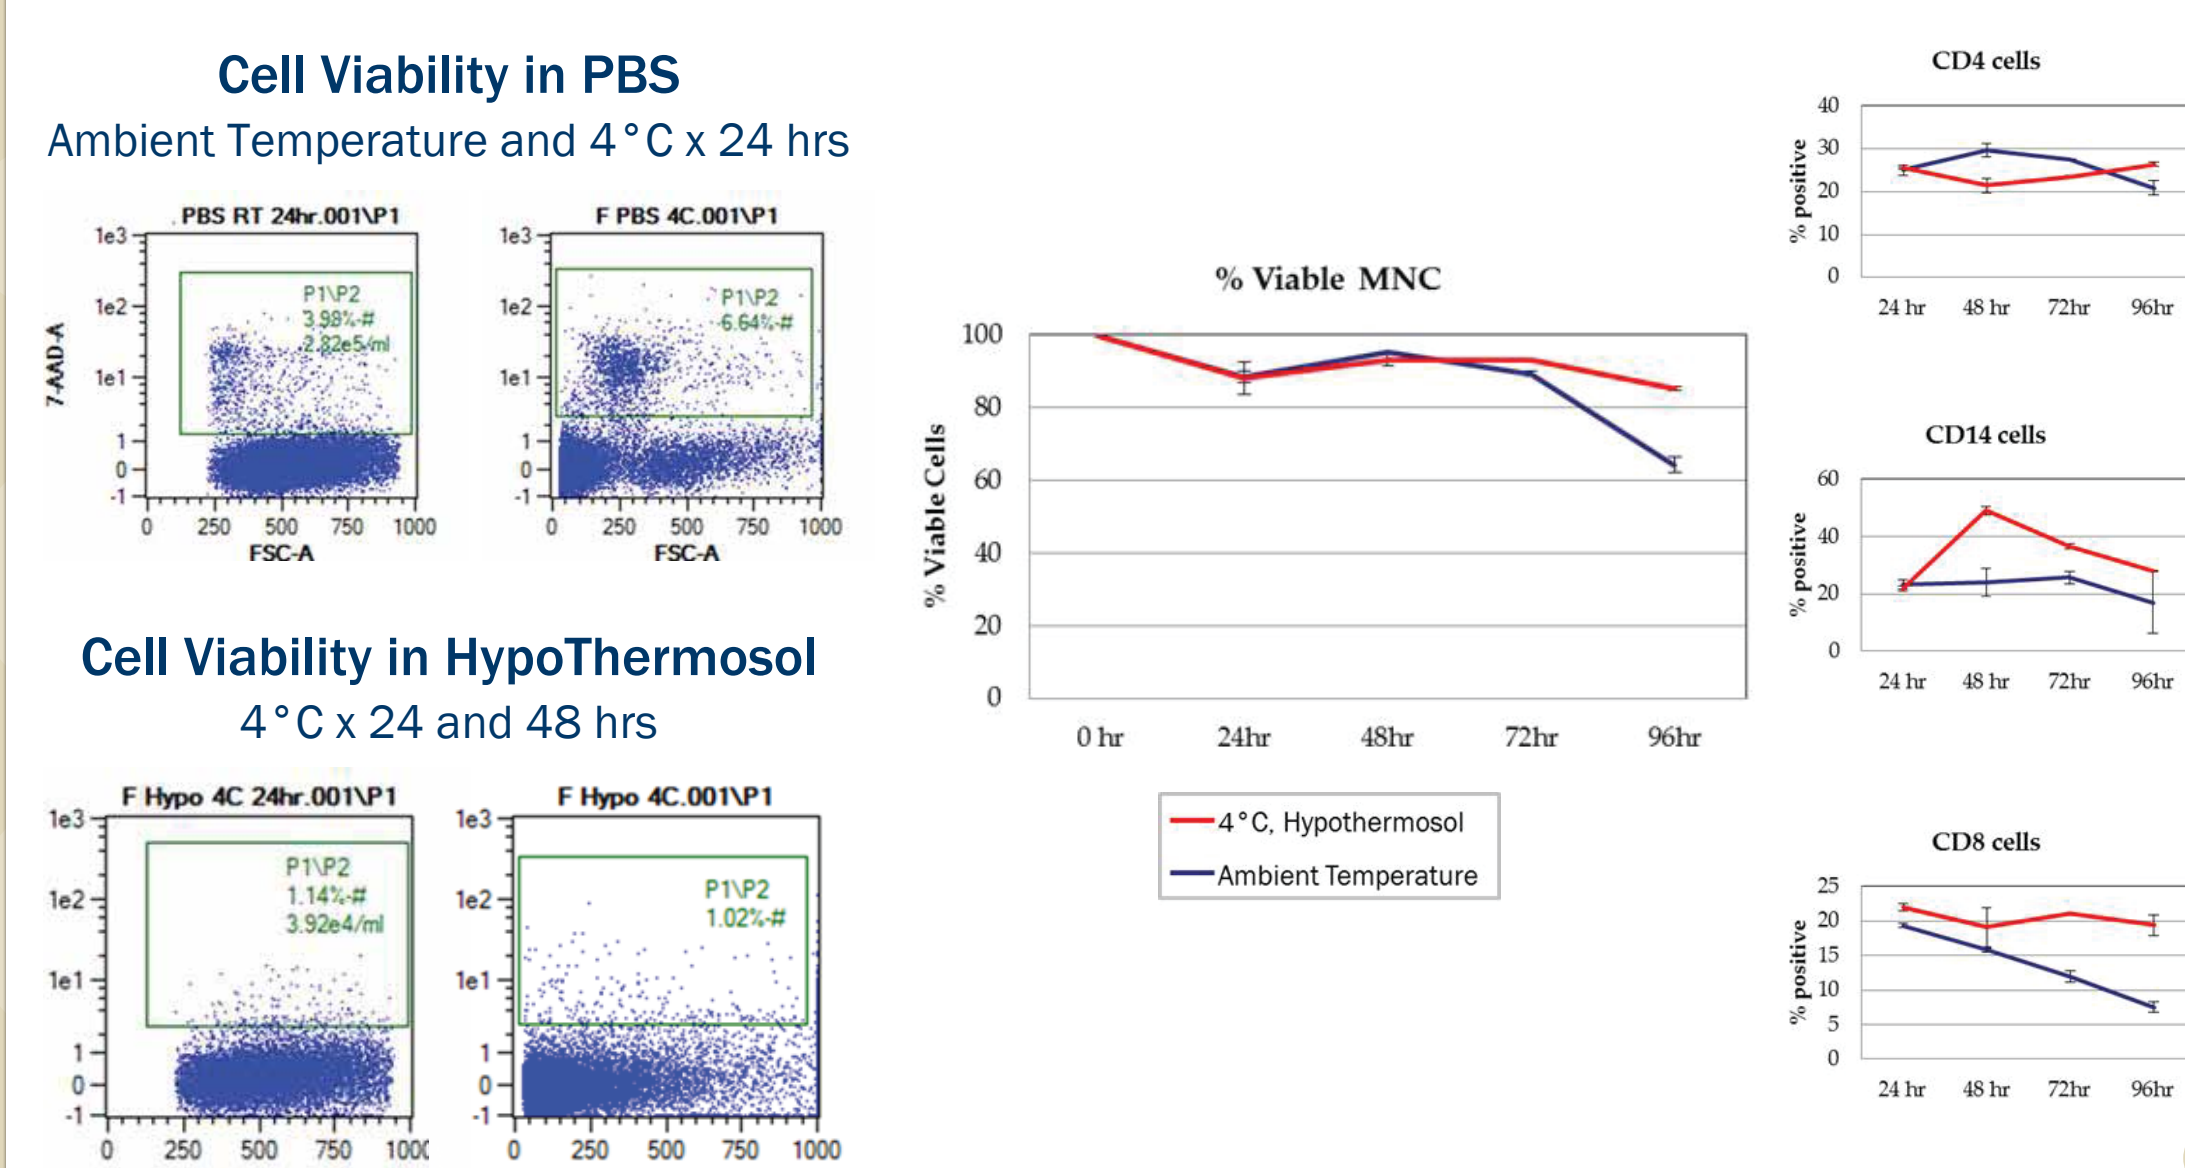 Cell Viability in PBS
Ambient Temperature and 4°C x 24 hrs
. PBS RT 24hr.001\P1
1e3
1e2
1e1
1
0
-1
7-AAD-A
P1\P2
3.98%-#
2.82e5/ml
0 250 500 750 1000
FSC-A
F PBS 4C.001\P1
1e3
1e2
1e1
1
0
-1
P1\P2
6.64%-#
0 250 500 750 1000
FSC-A
Cell Viability in HypoThermosol
4°C x 24 and 48 hrs
F Hypo 4C 24hr.001\P1
1e3
1e2
1e1
1
0
-1
P1\P2
1.14%-#
3.92e4/ml
0 250 500 750 1000
F Hypo 4C.001\P1
1e3
1e2
1e1
1
0
-1
P1\P2
1.02%-#
0 250 500 750 1000
% Viable MNC
% Viable Cells
100
80
60
40
20
0
0 hr 24hr 48hr 72hr 96hr
4°C, Hypothermosol
Ambient Temperature
CD4 cells
% positive
40
30
20
10
0
24 hr 48 hr 72hr 96hr
CD14 cells
% positive
60
40
20
0
24 hr 48 hr 72hr 96hr
CD8 cells
% positive
25
20
15
10
5
0
24 hr 48 hr 72hr 96hr